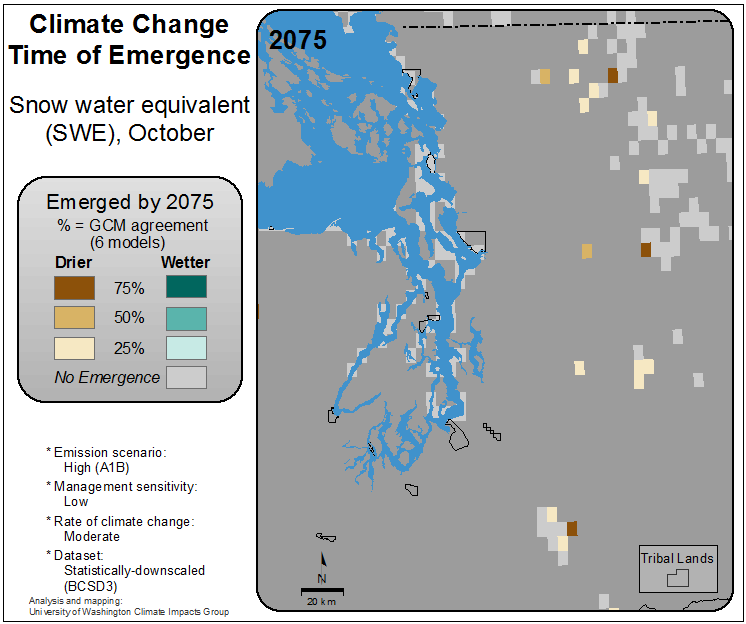 Climate Change
Time of Emergence
Snow water equivalent
(SWE), October
Emerged by 2075
% = GCM agreement
(6 models)
Drier Wetter
75%
50%
25%
No Emergence
* Emission scenario:
High (A1B)
* Management sensitivity:
Low
* Rate of climate change:
Moderate
* Dataset:
Statistically-downscaled
(BCSD3)
Analysis and mapping:
University of Washington Climate Impacts Group
2075
N
20 km
Tribal Lands